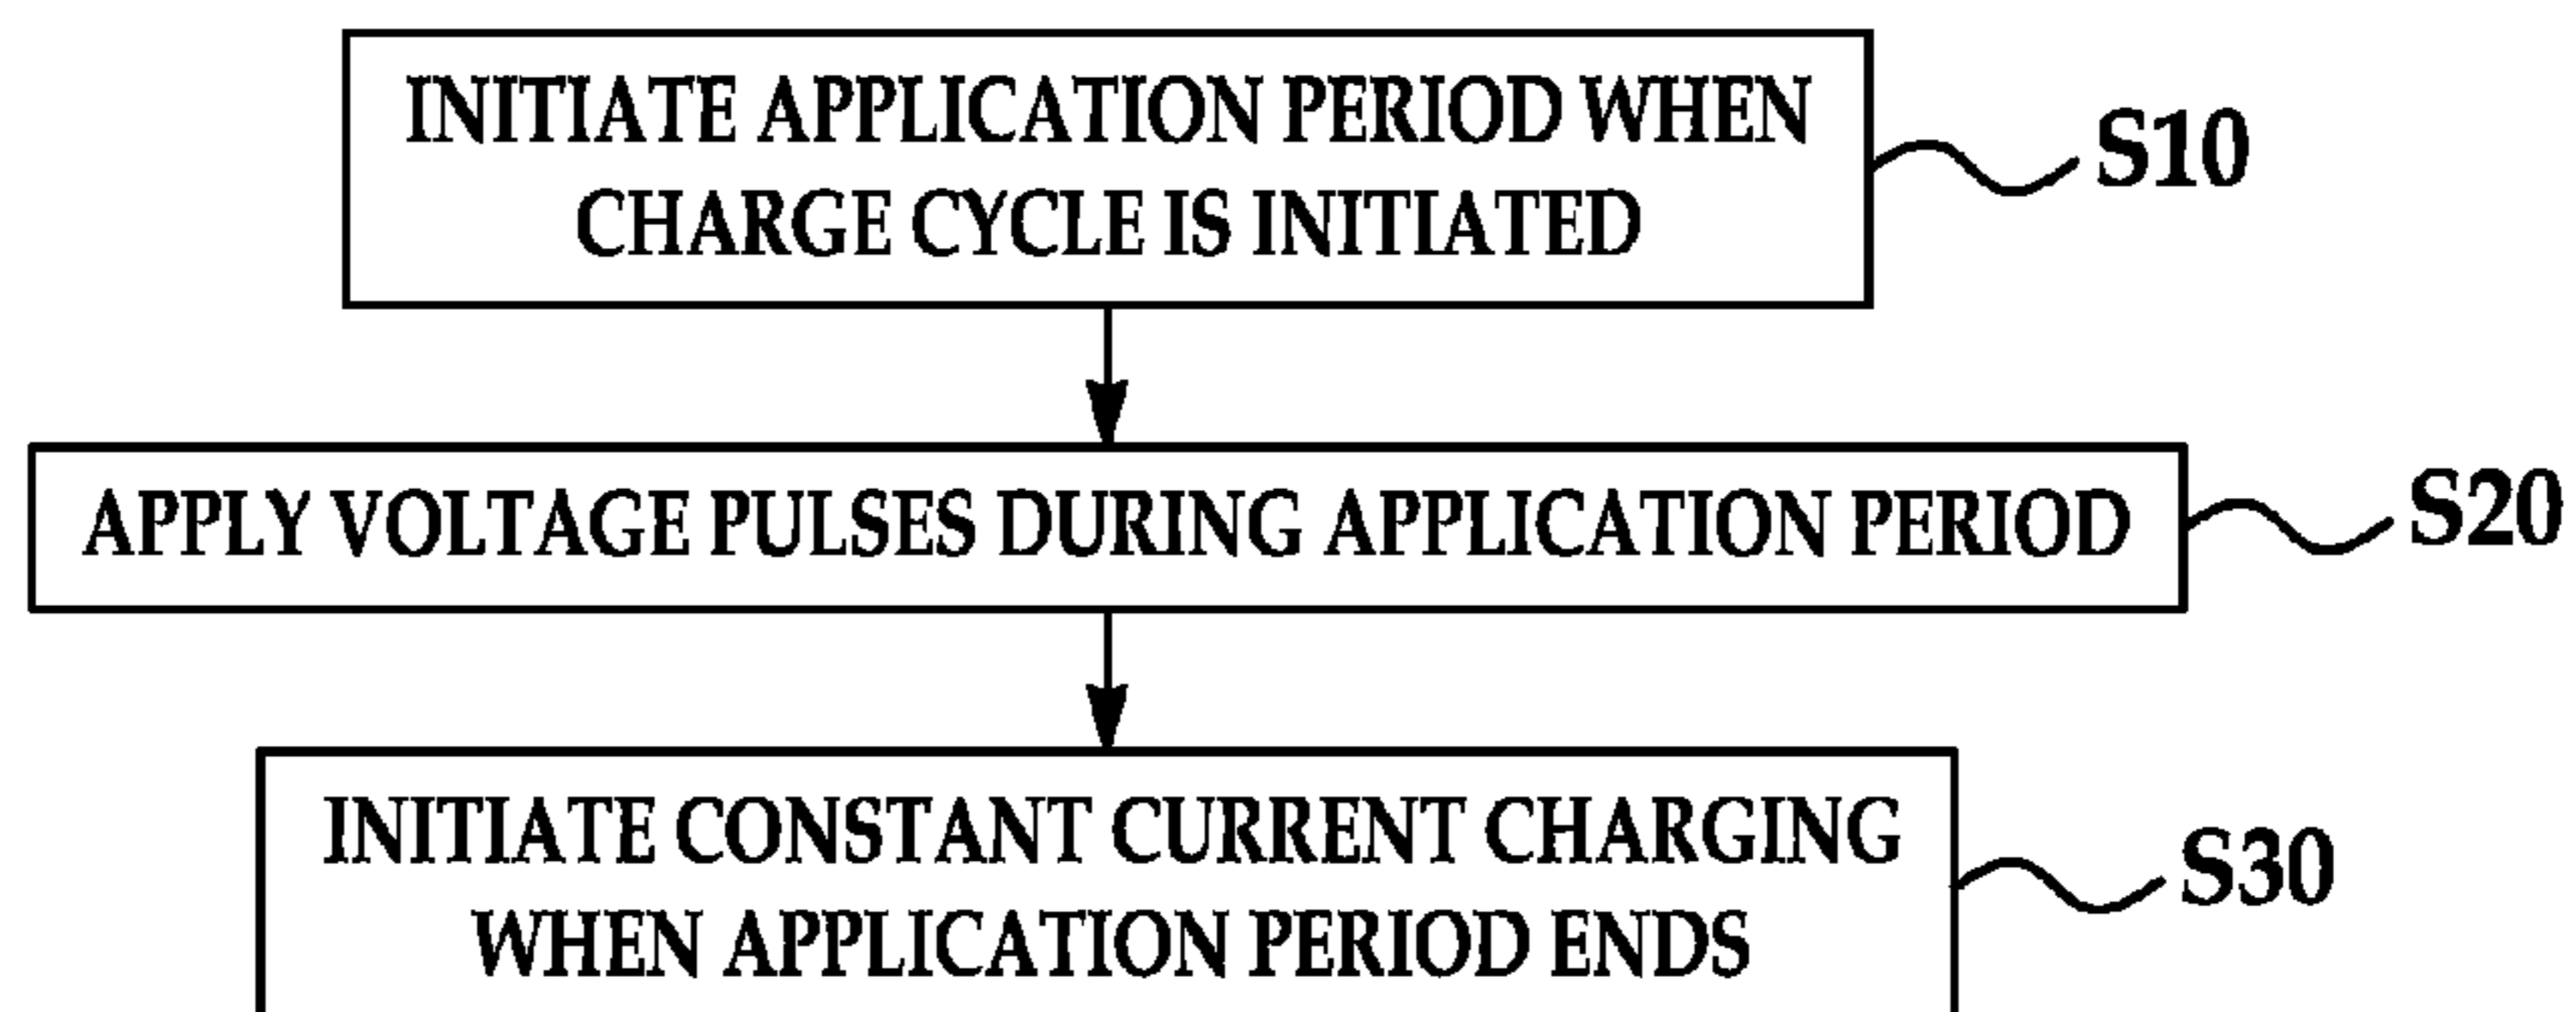 INITIATE APPLICATION PERIOD WHEN
CHARGE CYCLE IS INITIATED
S10
APPLY VOLTAGE PULSES DURING APPLICATION PERIOD
S20
INITIATE CONSTANT CURRENT CHARGING
WHEN APPLICATION PERIOD ENDS
S30